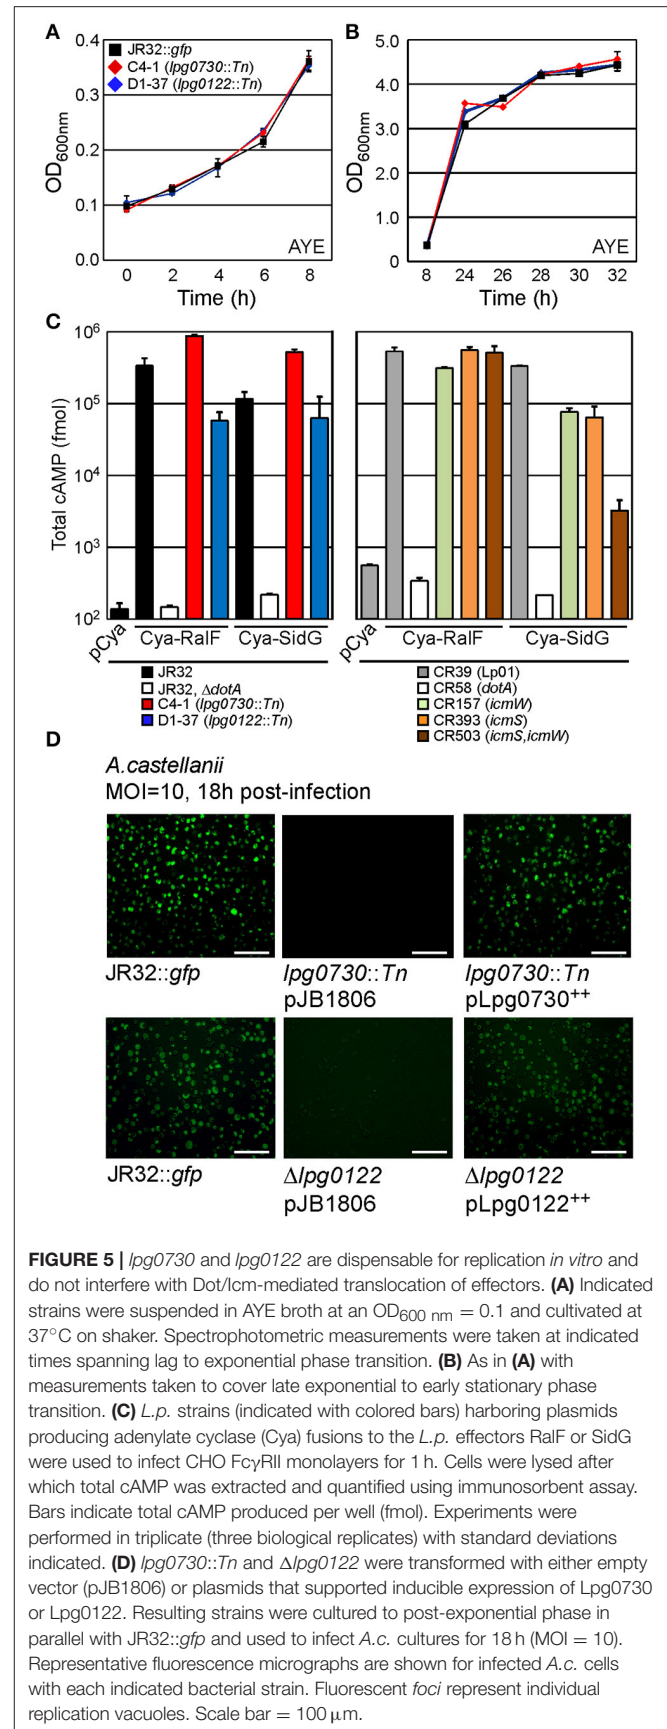 A
0.4
0.3
0.2
0.1
0.0
OD600nm
JR32::gfp
C4-1 (lpg0730::Tn)
D1-37 (lpg0122::Tn)
AYE
0 2 4 6 8
Time (h)
B
5.0
4.0
3.0
2.0
1.0
0
OD600nm
AYE
8 24 26 28 30 32
Time (h)
C
10⁶
10⁵
10⁴
10³
10²
Total cAMP (fmol)
pCya
Cya-RalF Cya-SidG
JR32
JR32, ΔdotA
C4-1 (lpg0730::Tn)
D1-37 (lpg0122::Tn)
pCya
Cya-RalF Cya-SidG
CR39 (Lp01)
CR58 (dotA)
CR157 (icmW)
CR393 (icmS)
CR503 (icmS,icmW)
D
A.castellanii
MOI=10, 18h post-infection
JR32::gfp lpg0730::Tn lpg0730::Tn
pJB1806 pLpg0730⁺⁺
JR32::gfp Δlpg0122 Δlpg0122
pJB1806 pLpg0122⁺⁺
FIGURE 5 | lpg0730 and lpg0122 are dispensable for replication in vitro and
do not interfere with Dot/Icm-mediated translocation of effectors. (A) Indicated
strains were suspended in AYE broth at an OD600 nm = 0.1 and cultivated at
37°C on shaker. Spectrophotometric measurements were taken at indicated
times spanning lag to exponential phase transition. (B) As in (A) with
measurements taken to cover late exponential to early stationary phase
transition. (C) L.p. strains (indicated with colored bars) harboring plasmids
producing adenylate cyclase (Cya) fusions to the L.p. effectors RalF or SidG
were used to infect CHO FcγRII monolayers for 1 h. Cells were lysed after
which total cAMP was extracted and quantified using immunosorbent assay.
Bars indicate total cAMP produced per well (fmol). Experiments were
performed in triplicate (three biological replicates) with standard deviations
indicated. (D) lpg0730::Tn and Δlpg0122 were transformed with either empty
vector (pJB1806) or plasmids that supported inducible expression of Lpg0730
or Lpg0122. Resulting strains were cultured to post-exponential phase in
parallel with JR32::gfp and used to infect A.c. cultures for 18 h (MOI = 10).
Representative fluorescence micrographs are shown for infected A.c. cells
with each indicated bacterial strain. Fluorescent foci represent individual
replication vacuoles. Scale bar = 100 μm.